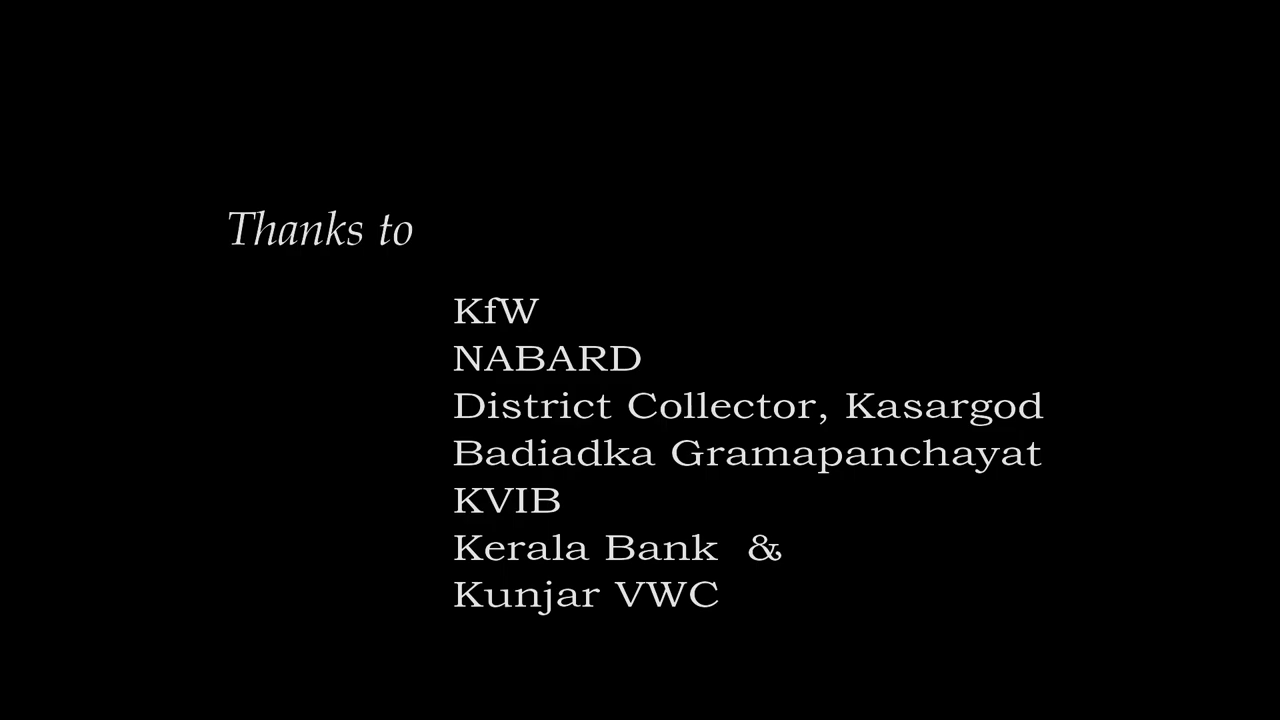 Thanks to
KfW
NABARD
District Collector, Kasargod
Badiadka Gramapanchayat
KVIB
Kerala Bank &
Kunjar VWC